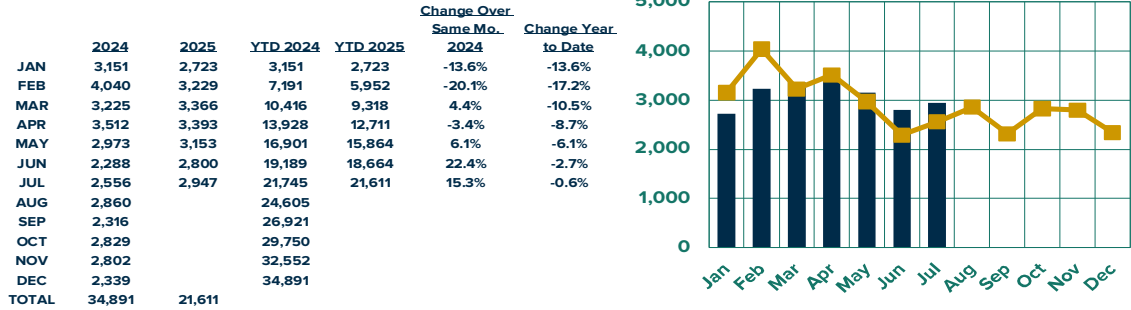 Change Over
Same Mo. Change Year
2024 2025 YTD 2024 YTD 2025 2024 to Date
JAN 3,151 2,723 3,151 2,723 -13.6% -13.6%
FEB 4,040 3,229 7,191 5,952 -20.1% -17.2%
MAR 3,225 3,366 10,416 9,318 4.4% -10.5%
APR 3,512 3,393 13,928 12,711 -3.4% -8.7%
MAY 2,973 3,153 16,901 15,864 6.1% -6.1%
JUN 2,288 2,800 19,189 18,664 22.4% -2.7%
JUL 2,556 2,947 21,745 21,611 15.3% -0.6%
AUG 2,860 24,605
SEP 2,316 26,921
OCT 2,829 29,750
NOV 2,802 32,552
DEC 2,339 34,891
TOTAL 34,891 21,611
5,000
4,000
3,000
2,000
1,000
0
Jan Feb Mar Apr May Jun Jul Aug Sep Oct Nov Dec